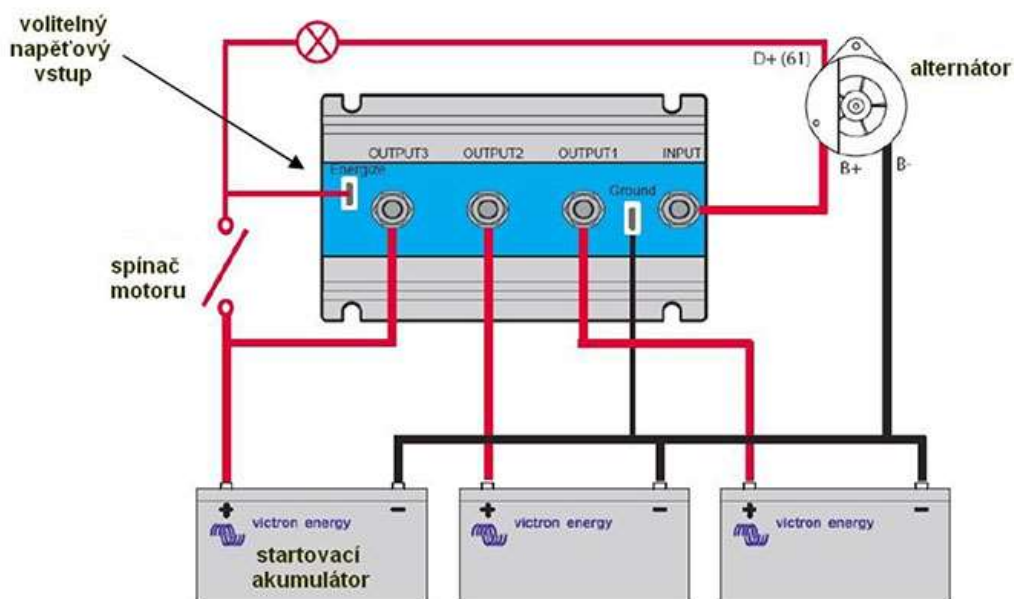 volitelný
napěťový
vstup
D+ (61)
alternátor
OUTPUT3
OUTPUT2
OUTPUT1
INPUT
Energize
B+
B-
Ground
spínač
motoru
+
-
victron energy
startovací
akumulátor
+
-
victron energy
+
-
victron energy